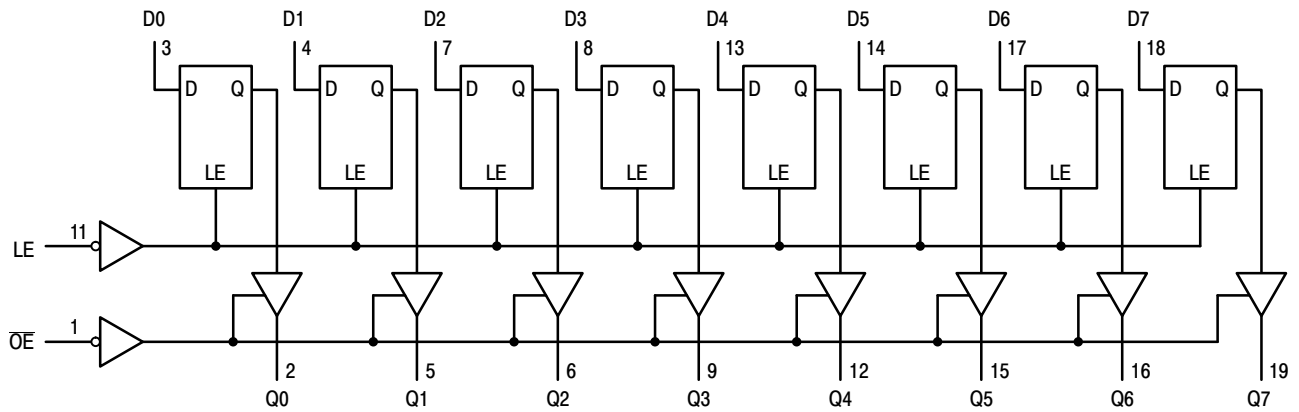 D0 D1 D2 D3 D4 D5 D6 D7
3 4 7 8 13 14 17 18
D Q D Q D Q D Q D Q D Q D Q D Q
LE LE LE LE LE LE LE LE
11
LE
1
OE
2 5 6 9 12 15 16 19
Q0 Q1 Q2 Q3 Q4 Q5 Q6 Q7